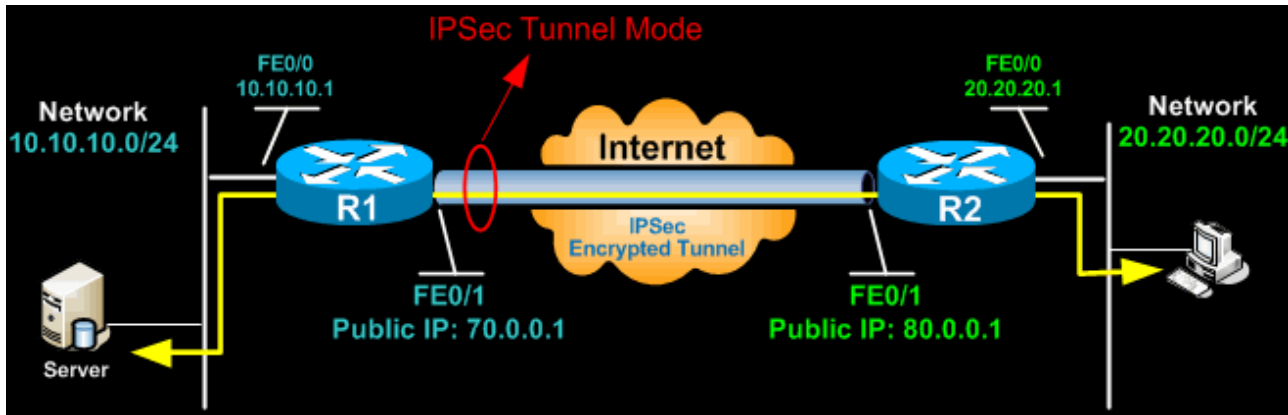 IPSec Tunnel Mode
FE0/0
10.10.10.1
FE0/0
20.20.20.1
Network
10.10.10.0/24
Network
20.20.20.0/24
Internet
R1
R2
IPSec
Encrypted Tunnel
FE0/1
Public IP: 70.0.0.1
FE0/1
Public IP: 80.0.0.1
Server